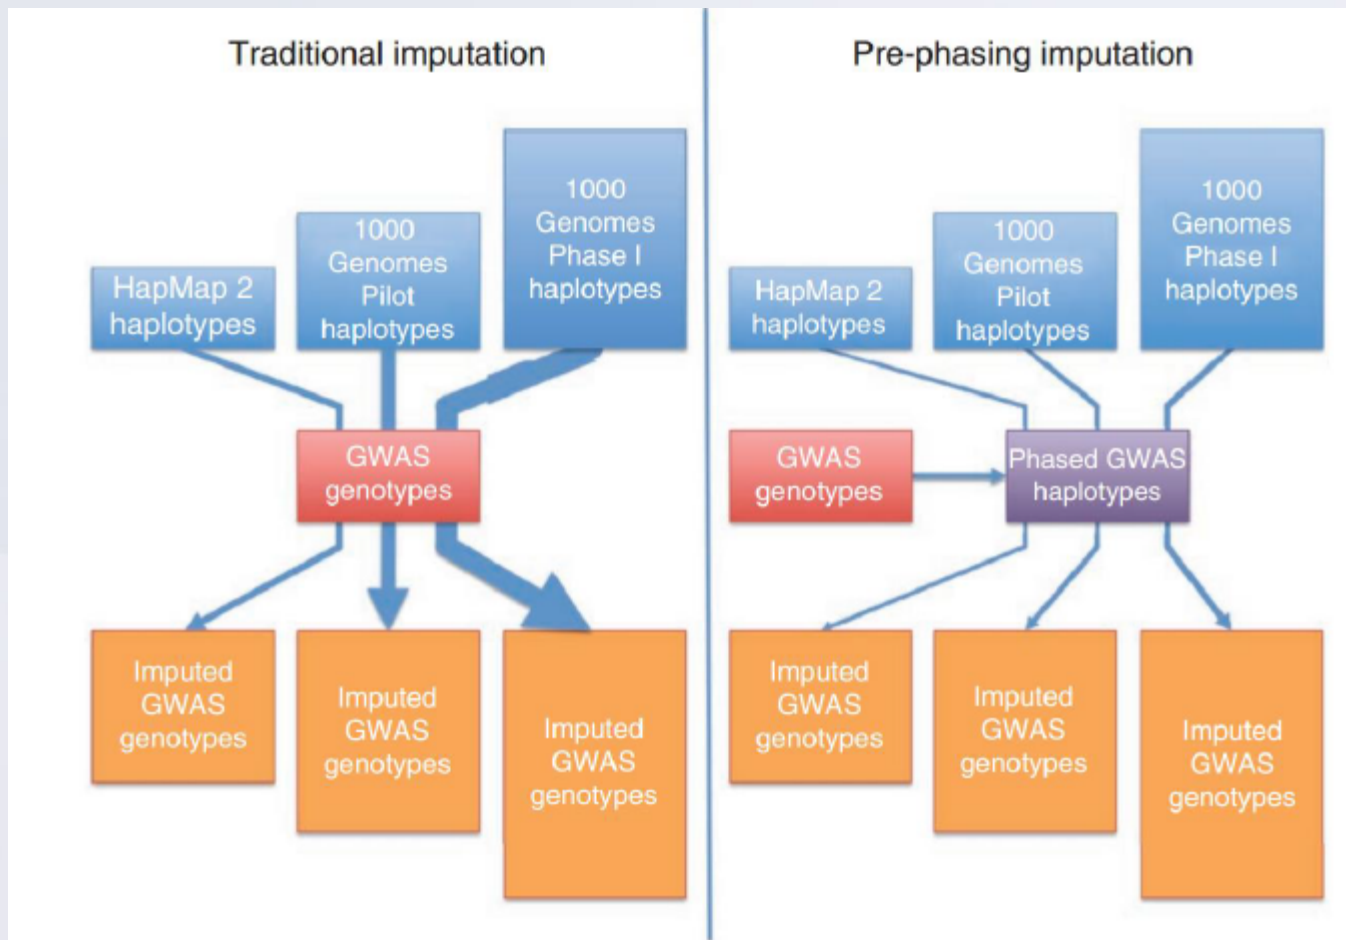 Traditional imputation
HapMap 2
haplotypes
1000
Genomes
Pilot
haplotypes
1000
Genomes
Phase I
haplotypes
GWAS
genotypes
Imputed
GWAS
genotypes
Imputed
GWAS
genotypes
Imputed
GWAS
genotypes
Pre-phasing imputation
HapMap 2
haplotypes
1000
Genomes
Pilot
haplotypes
1000
Genomes
Phase I
haplotypes
GWAS
genotypes
Phased GWAS
haplotypes
Imputed
GWAS
genotypes
Imputed
GWAS
genotypes
Imputed
GWAS
genotypes